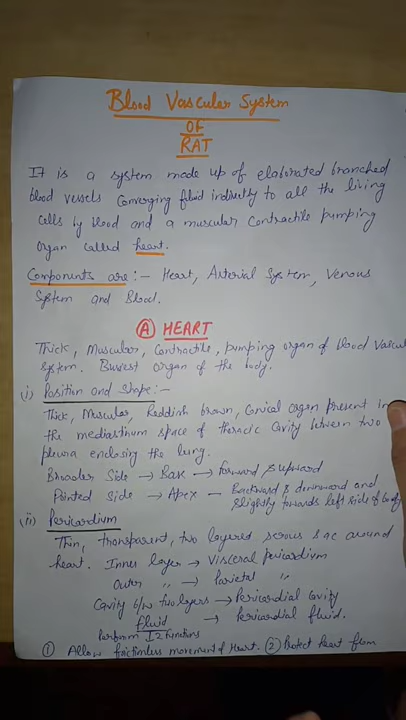 Blood Vascular System
OF
RAT
It is a system made up of elaborated branched
blood vessels converging fluid indirectly to all the living
cells by blood and a muscular contractile pumping
organ called heart.
Components are :- Heart, Arterial System, Venous
System and Blood.
(A) HEART
Thick, Muscular, Contractile, pumping organ of blood Vascul
system. Busiest organ of the body.
(i) Position and Shape :-
Thick, Muscular, Reddish brown, Conical organ present in
the mediastinum space of thoracic Cavity between two
pleura enclosing the lung.
Broader Side → Base → forward & upward
Pointed Side → Apex — Backward & downward and
slightly towards left side of body
(ii) Pericardium
Thin, transparent, two layered serous sac around
heart. Inner layer → Visceral pericardium
Outer " → Parietal "
Cavity b/w two layers → Pericardial Cavity
fluid → Pericardial fluid.
Perform 12 functions
(1) Allow frictionless movement of Heart. (2) Protect heart from